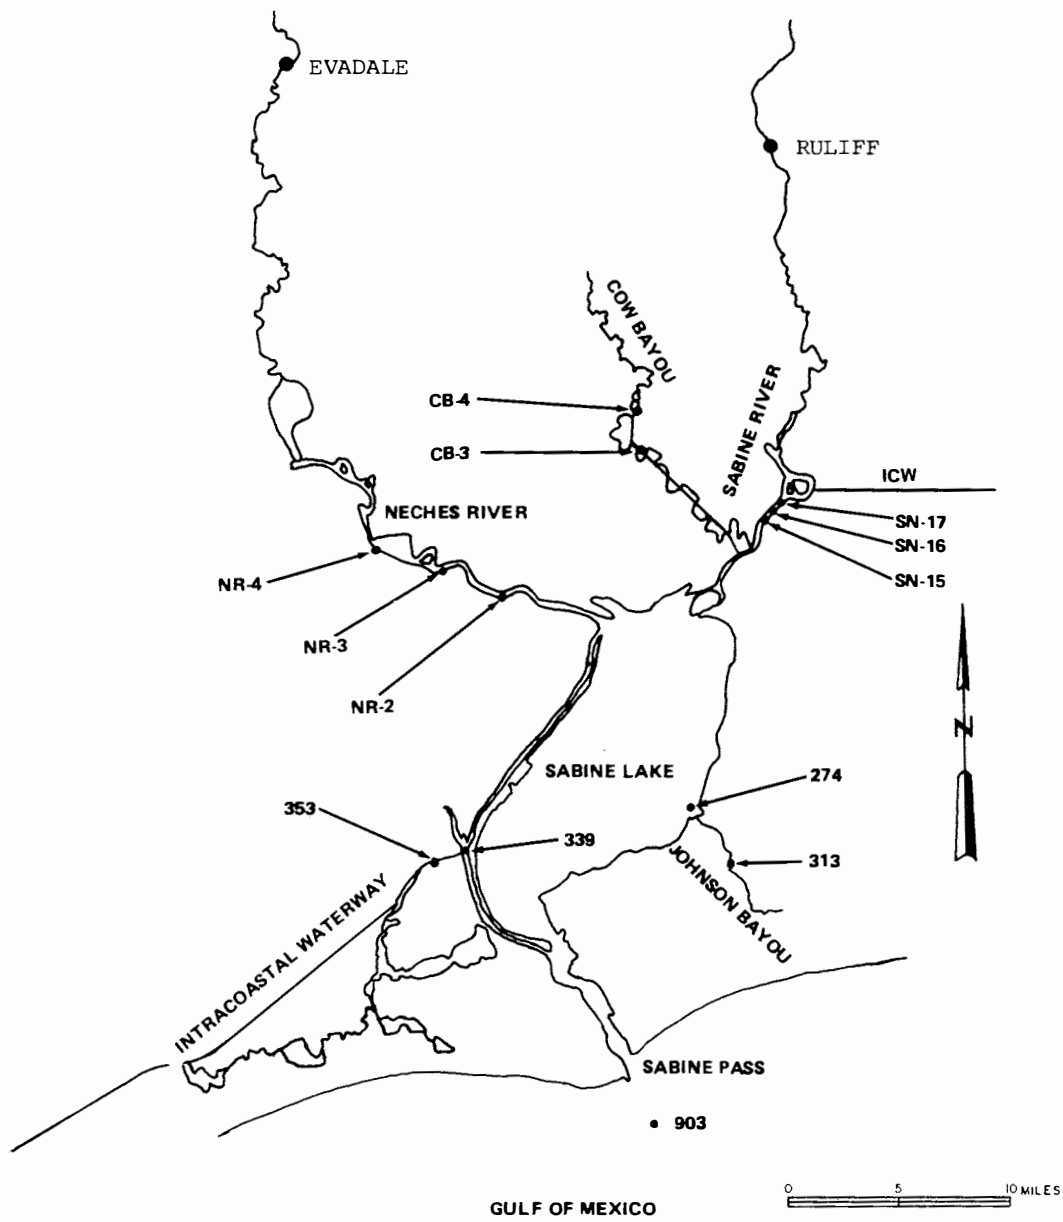 EVADALE
RULIFF
COW BAYOU
CB-4
SABINE RIVER
CB-3
ICW
NECHES RIVER
SN-17
SN-16
NR-4
SN-15
NR-3
NR-2
N
SABINE LAKE
274
353
339
313
JOHNSON BAYOU
INTRACOASTAL WATERWAY
SABINE PASS
903
0 5 10 MILES
GULF OF MEXICO